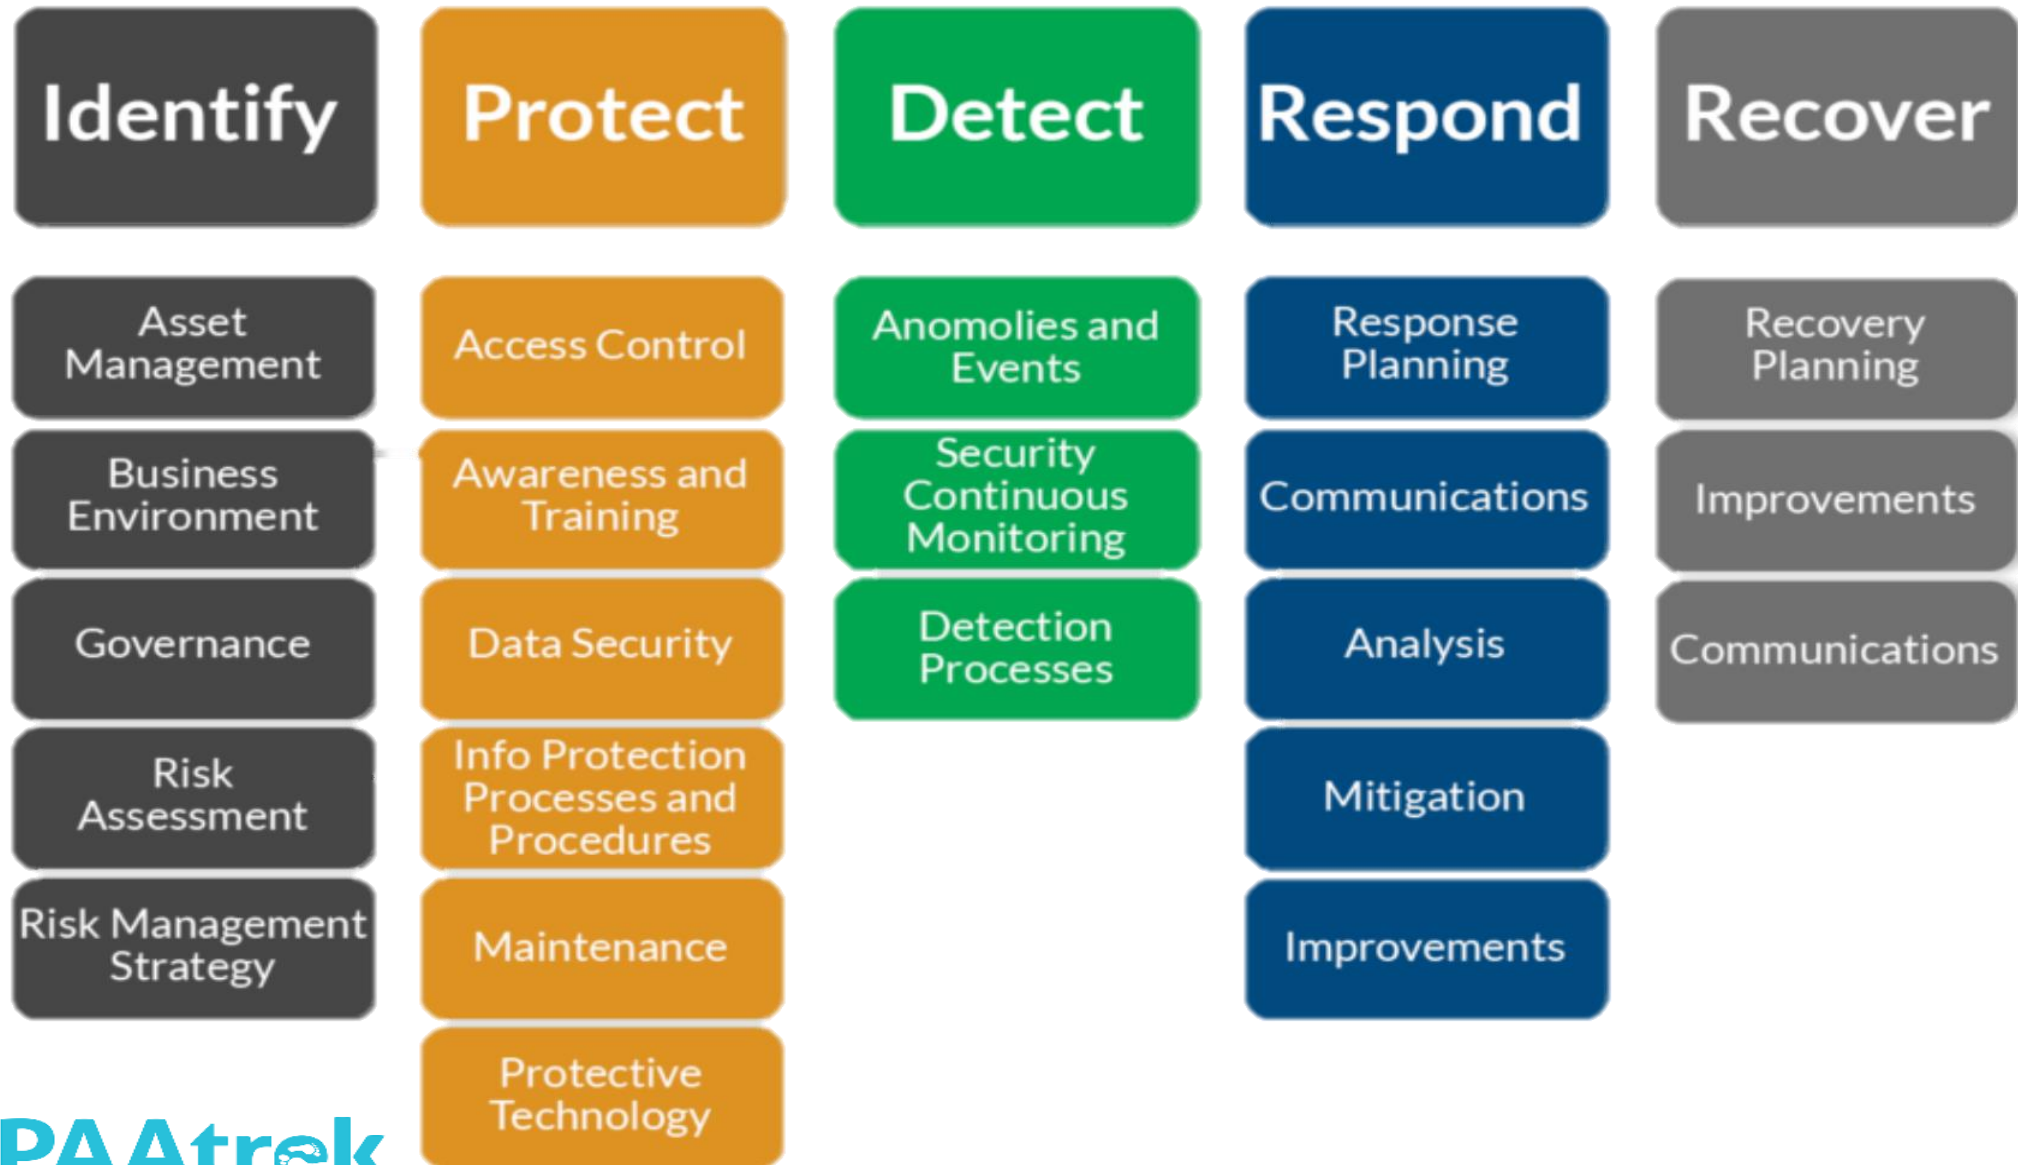 Identify
Protect
Detect
Respond
Recover
Asset
Management
Business
Environment
Governance
Risk
Assessment
Risk Management
Strategy
Access Control
Awareness and
Training
Data Security
Info Protection
Processes and
Procedures
Maintenance
Protective
Technology
Anomolies and
Events
Security
Continuous
Monitoring
Detection
Processes
Response
Planning
Communications
Analysis
Mitigation
Improvements
Recovery
Planning
Improvements
Communications
PAAtrek